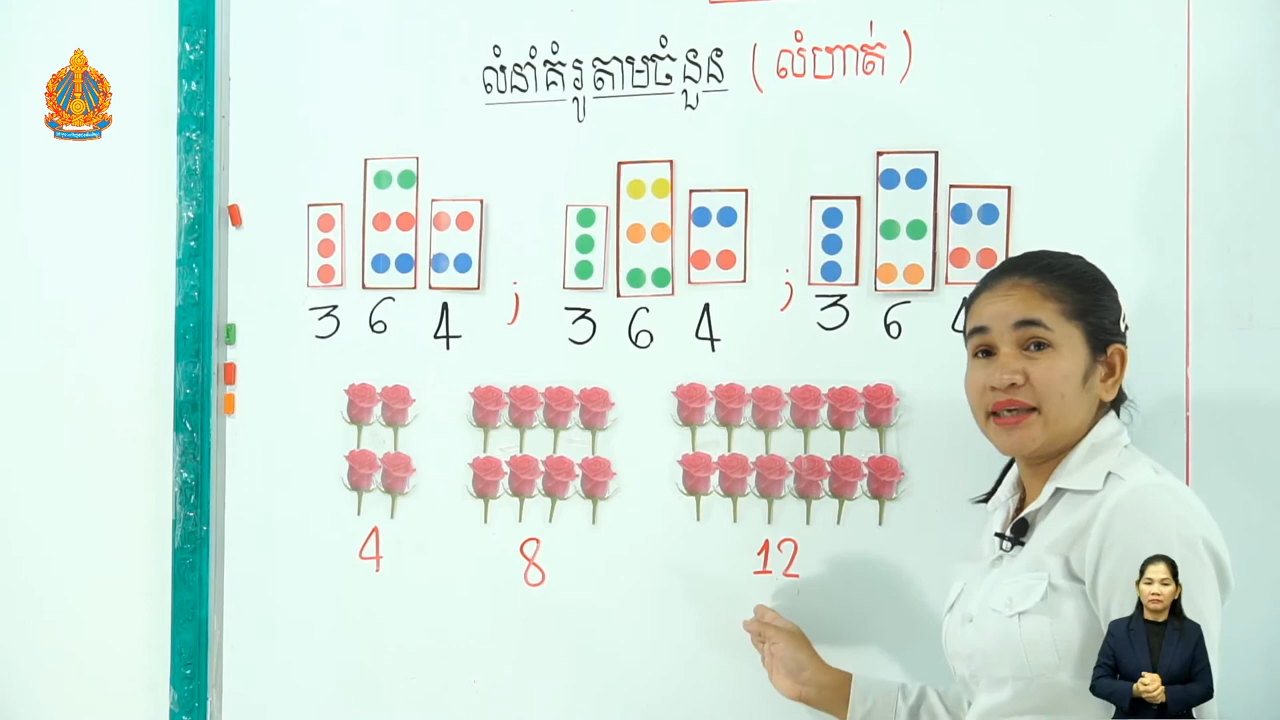 លំនាំគំរូតាមចំនួន (លំហាត់)
3 6 4 ; 3 6 4 ; 3 6 4
4 8 12